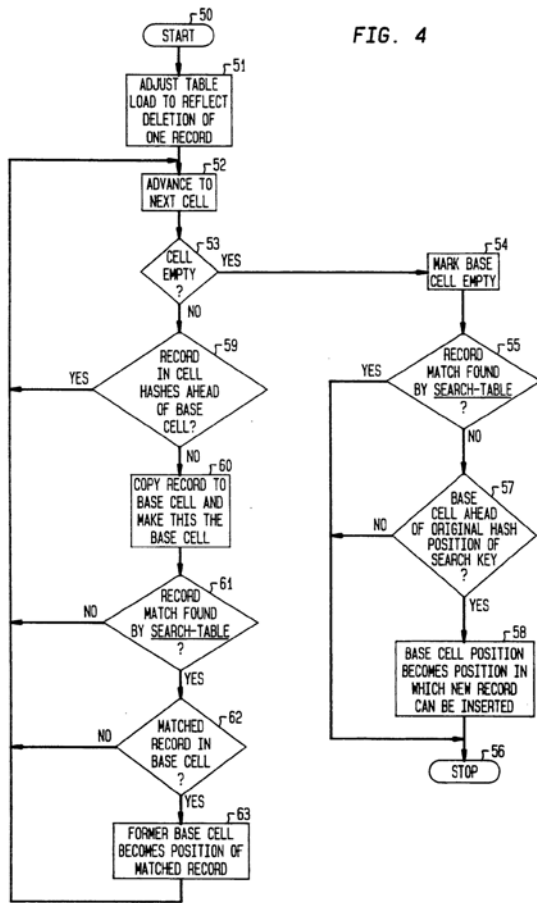 50
START
FIG. 4
51
ADJUST TABLE
LOAD TO REFLECT
DELETION OF
ONE RECORD
52
ADVANCE TO
NEXT CELL
53
CELL
EMPTY
?
YES
NO
54
MARK BASE
CELL EMPTY
59
RECORD
IN CELL
HASHES AHEAD
OF BASE
CELL?
YES
NO
55
RECORD
MATCH FOUND
BY SEARCH-TABLE
?
YES
NO
60
COPY RECORD TO
BASE CELL AND
MAKE THIS THE
BASE CELL
57
BASE
CELL AHEAD
OF ORIGINAL HASH
POSITION OF
SEARCH KEY
?
NO
YES
61
RECORD
MATCH FOUND
BY SEARCH-TABLE
?
NO
YES
58
BASE CELL POSITION
BECOMES POSITION IN
WHICH NEW RECORD
CAN BE INSERTED
62
MATCHED
RECORD IN
BASE CELL
?
NO
YES
56
STOP
63
FORMER BASE CELL
BECOMES POSITION OF
MATCHED RECORD